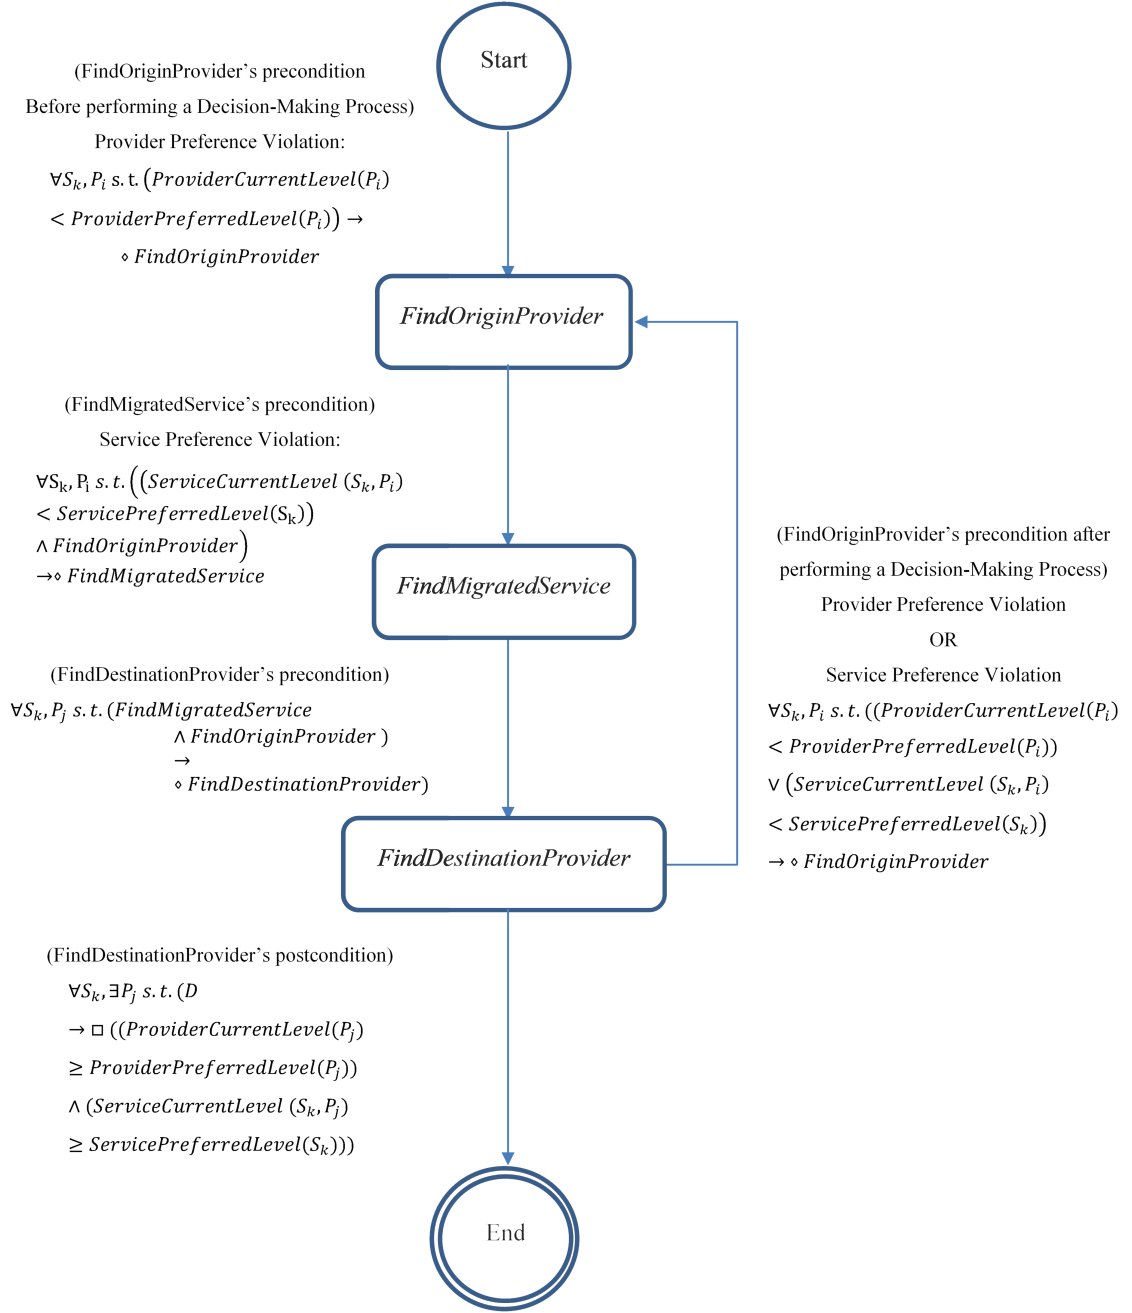 Start
(FindOriginProvider’s precondition
Before performing a Decision-Making Process)
Provider Preference Violation:
∀S_k, P_i s.t. (ProviderCurrentLevel(P_i)
< ProviderPreferredLevel(P_i)) →
⋄ FindOriginProvider
FindOriginProvider
(FindMigratedService’s precondition)
Service Preference Violation:
∀S_k, P_i s.t. ((ServiceCurrentLevel (S_k, P_i)
< ServicePreferredLevel(S_k))
∧ FindOriginProvider)
→⋄ FindMigratedService
FindMigratedService
(FindOriginProvider’s precondition after
performing a Decision-Making Process)
Provider Preference Violation
OR
Service Preference Violation
∀S_k, P_i s.t. ((ProviderCurrentLevel(P_i)
< ProviderPreferredLevel(P_i))
∨ (ServiceCurrentLevel (S_k, P_i)
< ServicePreferredLevel(S_k))
→ ⋄ FindOriginProvider
(FindDestinationProvider’s precondition)
∀S_k, P_j s.t. (FindMigratedService
∧ FindOriginProvider )
→
⋄ FindDestinationProvider)
FindDestinationProvider
(FindDestinationProvider’s postcondition)
∀S_k, ∃P_j s.t. (D
→ □ ((ProviderCurrentLevel(P_j)
≥ ProviderPreferredLevel(P_j))
∧ (ServiceCurrentLevel (S_k, P_j)
≥ ServicePreferredLevel(S_k)))
End